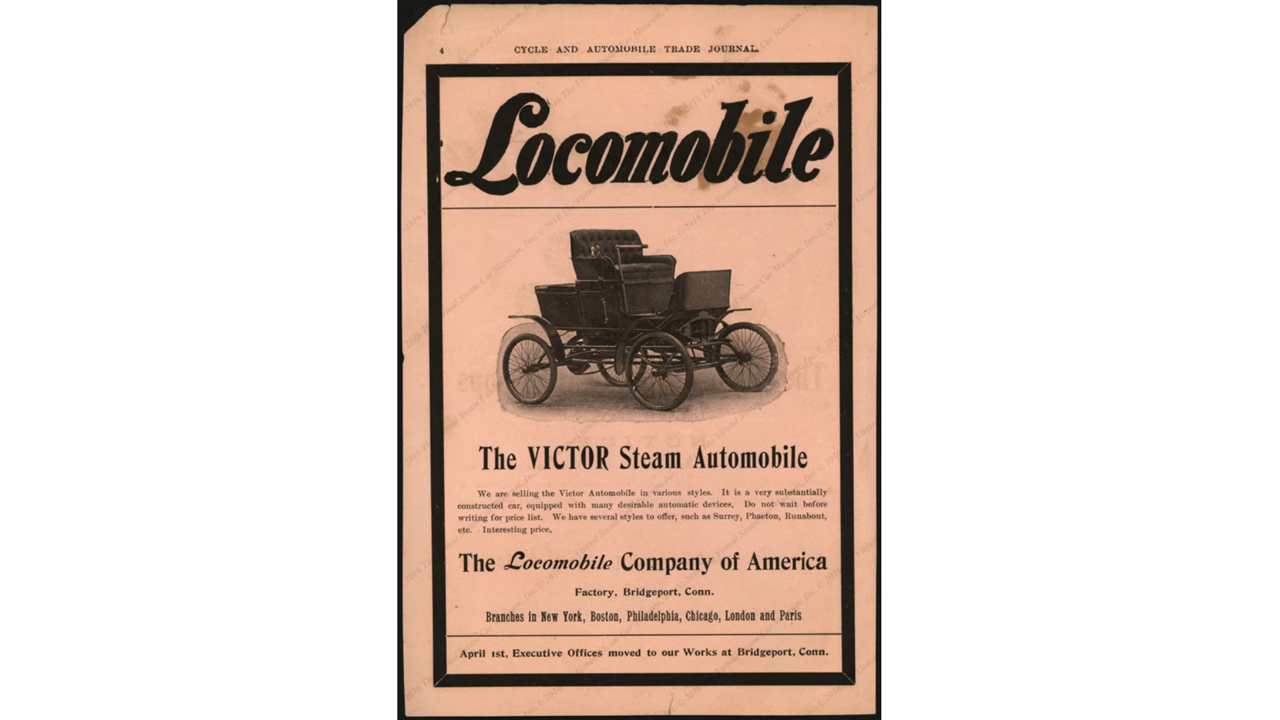 4 CYCLE AND AUTOMOBILE TRADE JOURNAL.
Locomobile
The VICTOR Steam Automobile
We are selling the Victor Automobile in various styles. It is a very substantially
constructed car, equipped with many desirable automatic devices. Do not wait before
writing for price list. We have several styles to offer, such as Surrey, Phaeton, Runabout,
etc. Interesting price.
The Locomobile Company of America
Factory, Bridgeport, Conn.
Branches in New York, Boston, Philadelphia, Chicago, London and Paris
April 1st, Executive Offices moved to our Works at Bridgeport, Conn.